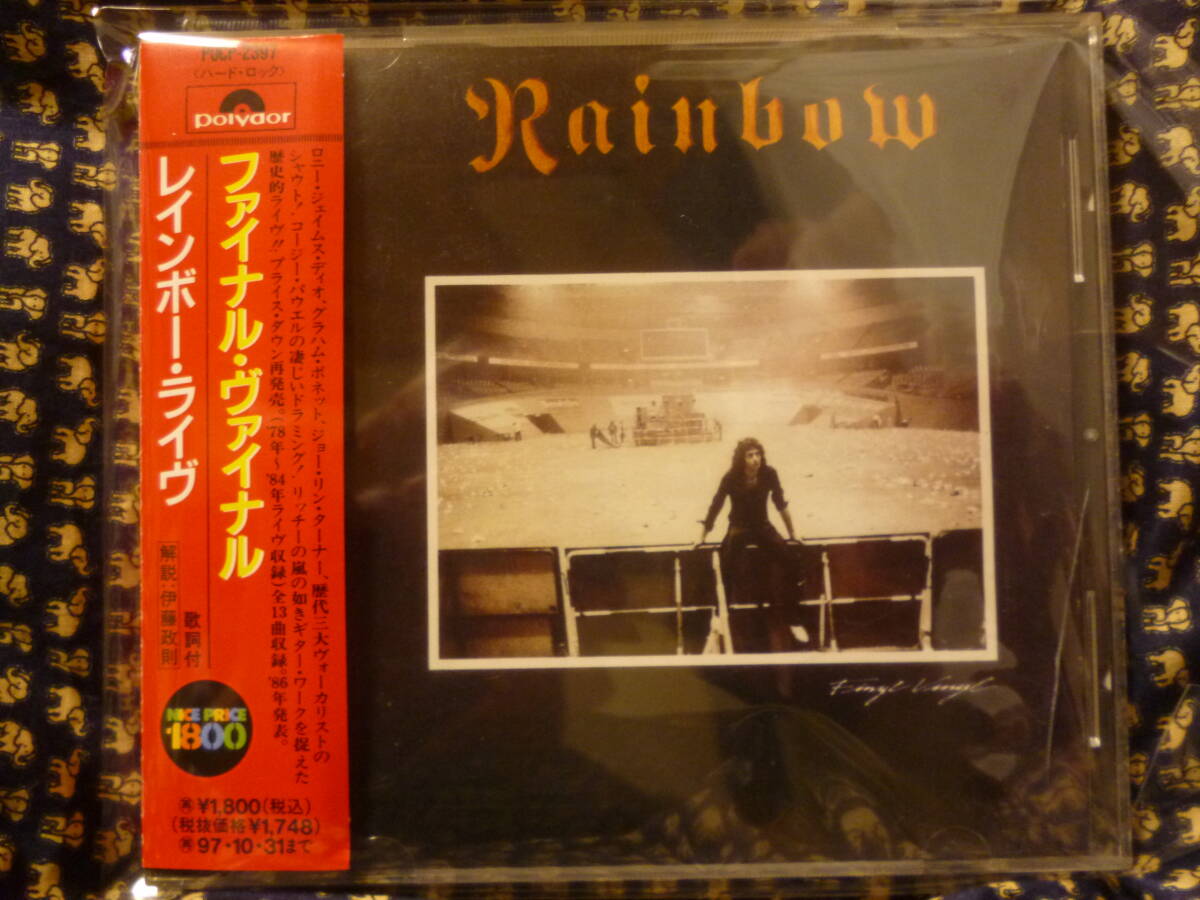 POCP-2397
〈ハード・ロック〉
Polydor
ファイナル・ヴァイナル
レインボー・ライヴ
ロニー・ジェイムス・ディオ、グラハム・ボネット、ジョー・リン・ターナー、歴代三大ヴォーカリストの
シャウト!コージー・パウエルの凄じいドラミング!リッチーの嵐の如きギター・ワークを捉えた
歴史的ライヴ!!プライス・ダウン再発売。('78年〜'84年ライヴ収録)全13曲収録'86年発表。
歌詞付
解説:伊藤政則
NICE PRICE
1800
㊢¥1,800(税込)
(税抜価格¥1,748)
㊢97・10・31まで
Rainbow
Finyl Vinyl